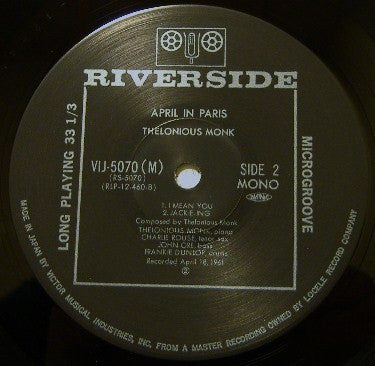 RIVERSIDE
APRIL IN PARIS
THELONIOUS MONK
VIJ-5070 (M)
(RS-5070)
(RLP-12-460-B)
SIDE 2
MONO
1. I MEAN YOU
2. JACKIE-ING
Composed by Thelonious Monk
THELONIOUS MONK, piano
CHARLIE ROUSE, tenor sax
JOHN ORE, bass
FRANKIE DUNLOP, drums
Recorded April 18, 1961
LONG PLAYING 33 1/3
MICROGROOVE
MADE IN JAPAN BY VICTOR MUSICAL INDUSTRIES, INC. FROM A MASTER RECORDING OWNED BY LOCELE RECORD COMPANY